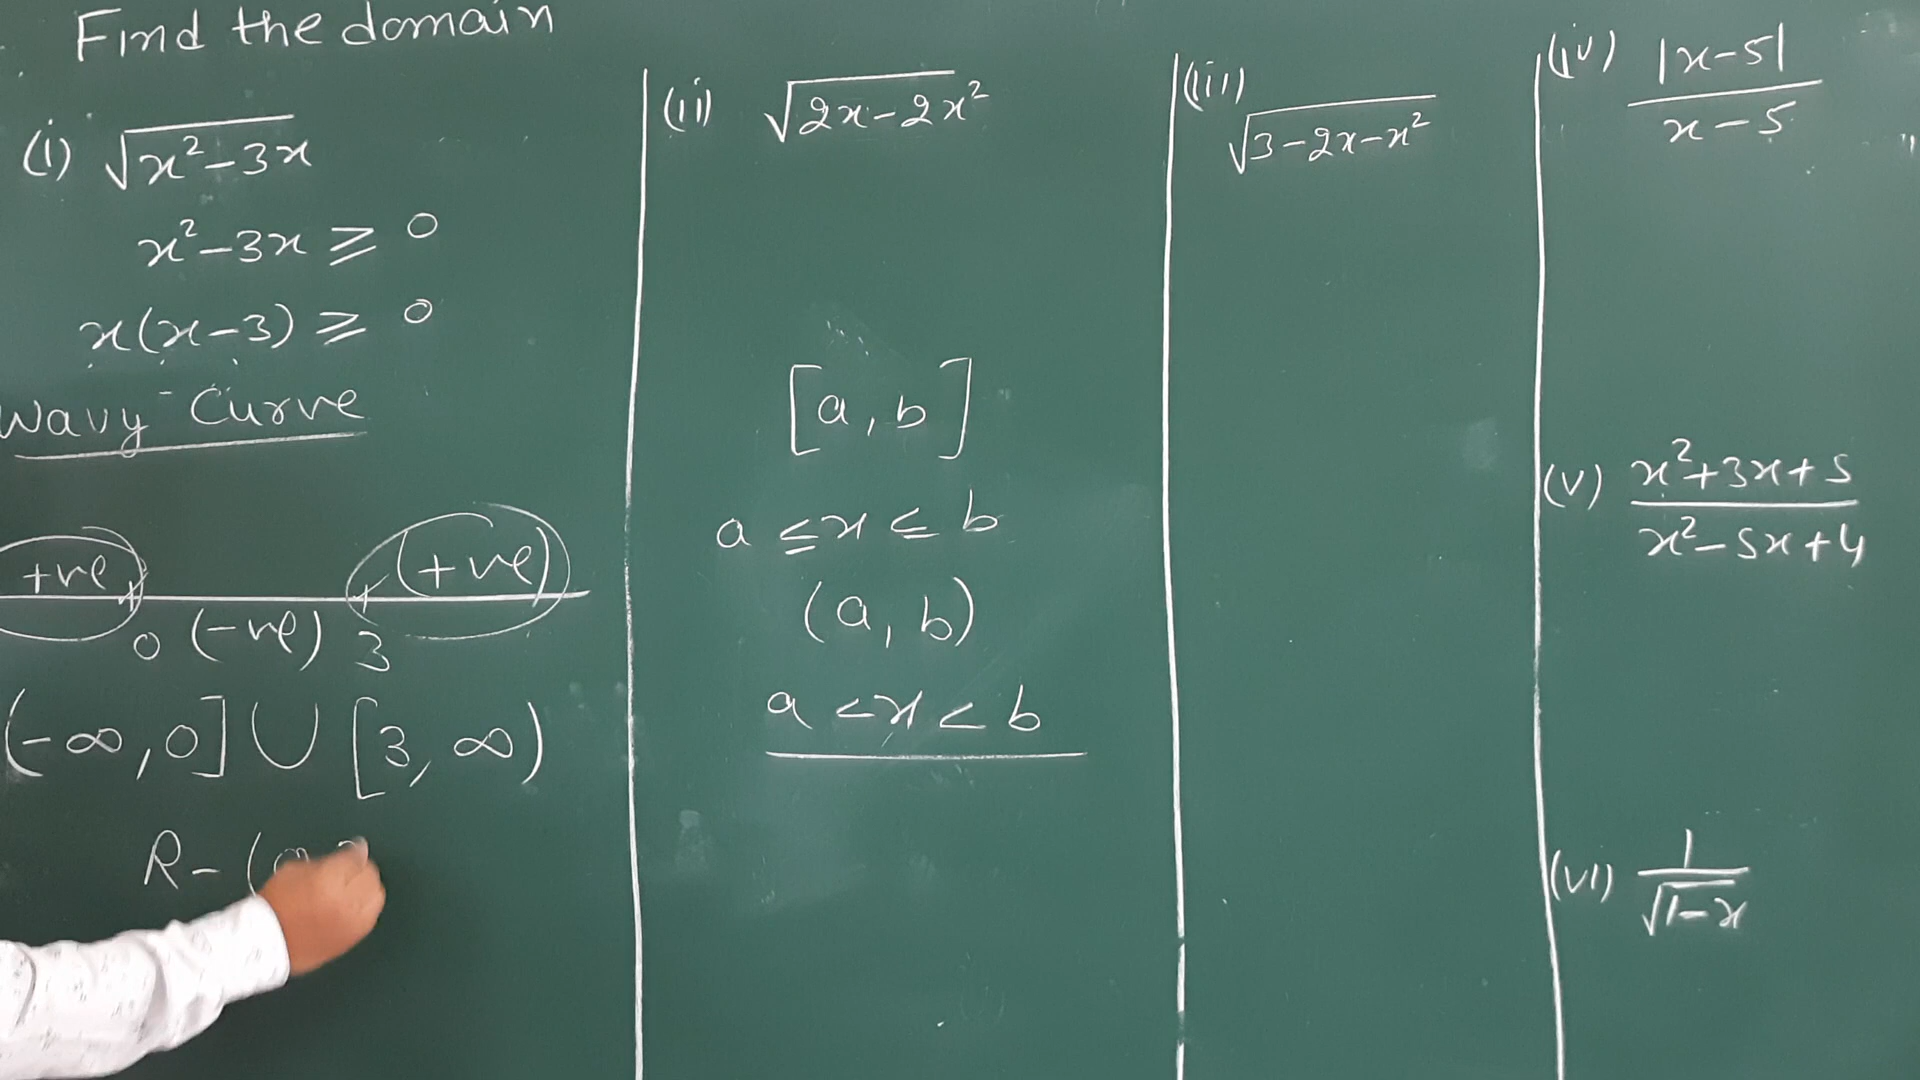 Find the domain
(i) √x²-3x
x²-3x ≥ 0
x(x-3) ≥ 0
Wavy Curve
+ve (+ve)
0 (-ve) 3
(-∞,0] ∪ [3, ∞)
R-(
(ii) √2x-2x²
[a,b]
a ≤ x ≤ b
(a, b)
a < x < b
(iii)
√3-2x-x²
(iv) |x-5|
x-5
(v) x²+3x+5
x²-5x+4
(vi) 1
√1-x